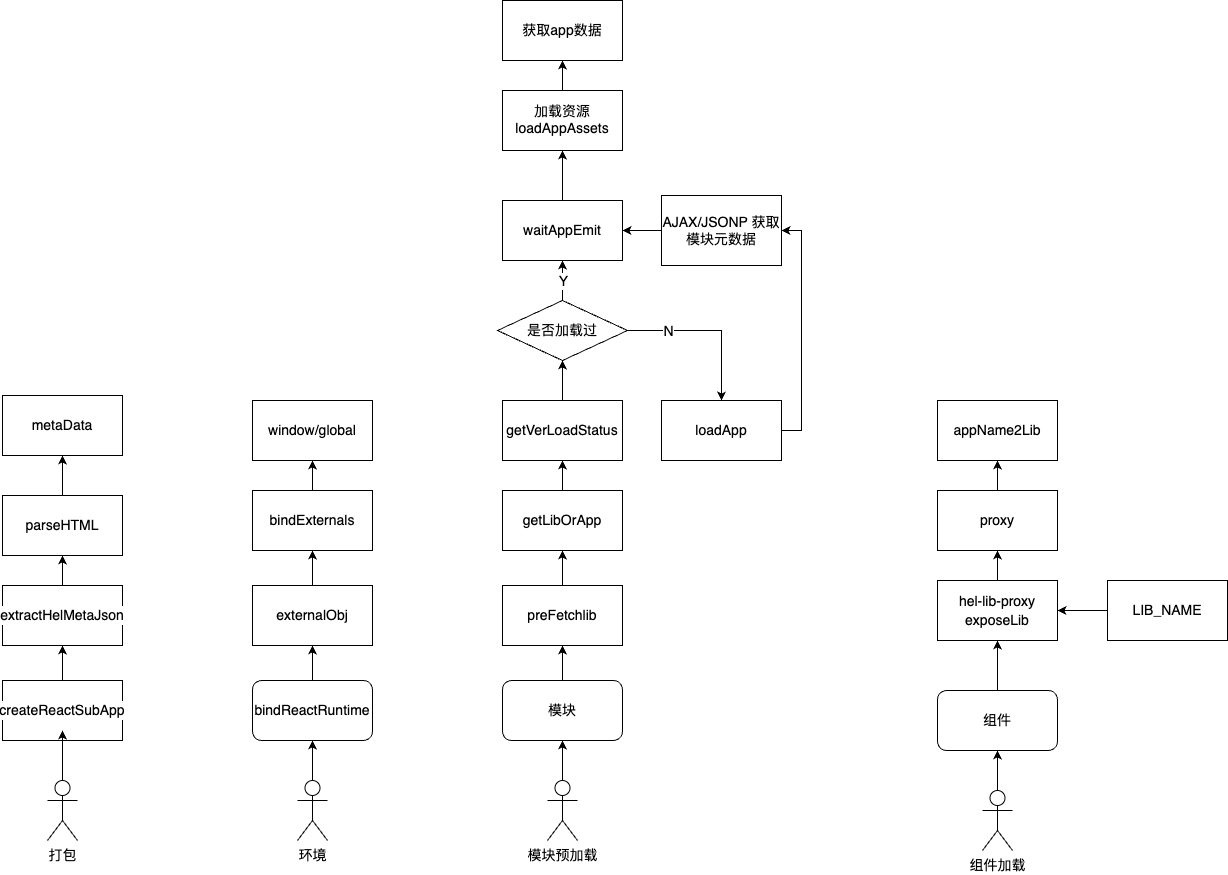 获取app数据
加载资源
loadAppAssets
waitAppEmit
AJAX/JSONP 获取
模块元数据
Y
是否加载过
N
metaData
window/global
getVerLoadStatus
loadApp
appName2Lib
parseHTML
bindExternals
getLibOrApp
proxy
extractHelMetaJson
externalObj
preFetchlib
hel-lib-proxy
exposeLib
LIB_NAME
createReactSubApp
bindReactRuntime
模块
组件
打包
环境
模块预加载
组件加载